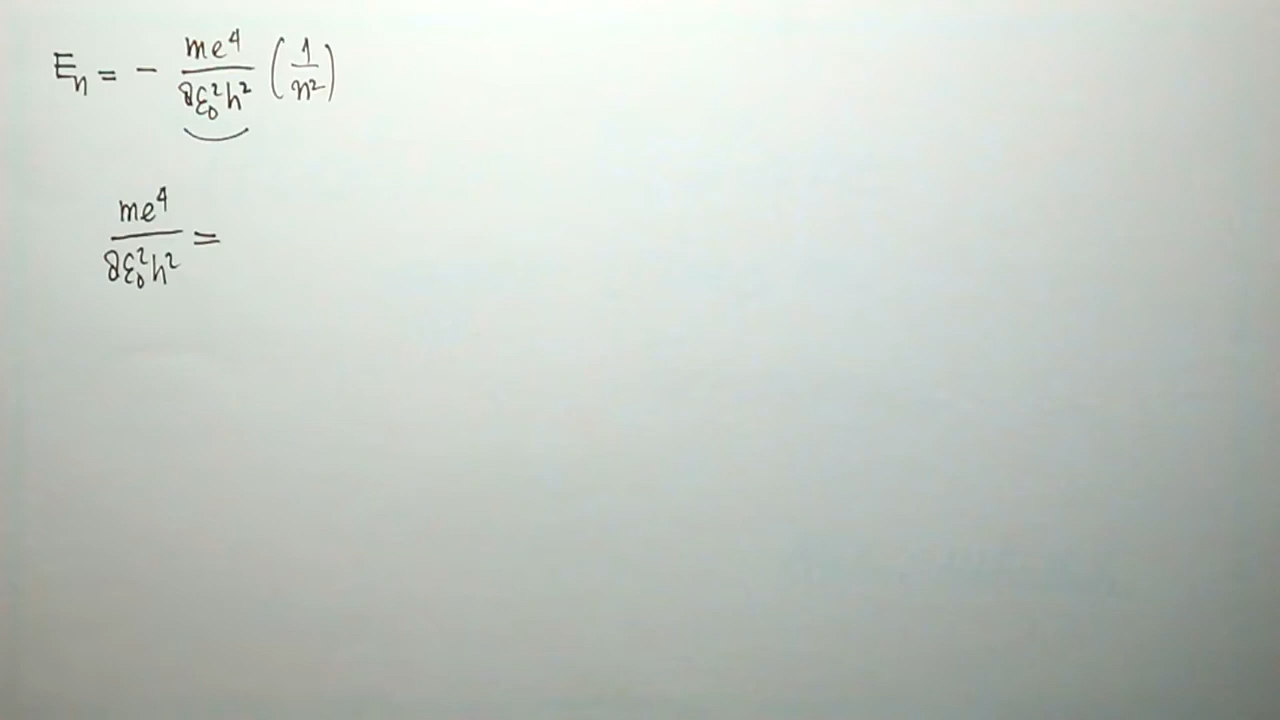 Eₙ = - me⁴/8ε₀²h² (1/n²)
me⁴/8ε₀²h² =